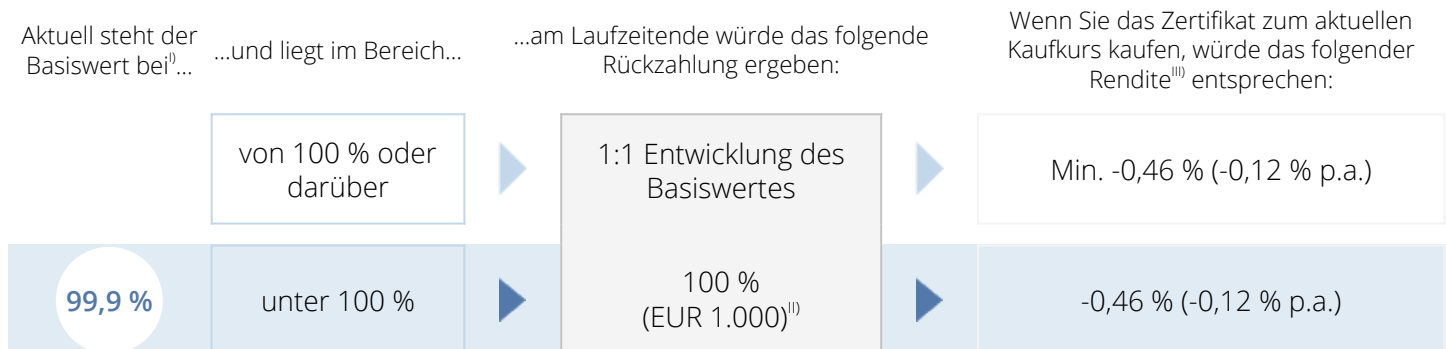 Aktuell steht der
Basiswert bei¹⁾...
...und liegt im Bereich...
...am Laufzeitende würde das folgende
Rückzahlung ergeben:
Wenn Sie das Zertifikat zum aktuellen
Kaufkurs kaufen, würde das folgender
Rendite III) entsprechen:
von 100 % oder
darüber
1:1 Entwicklung des
Basiswertes
Min. -0,46 % (-0,12 % p.a.)
99,9 %
unter 100 %
100 %
(EUR 1.000) II)
-0,46 % (-0,12 % p.a.)